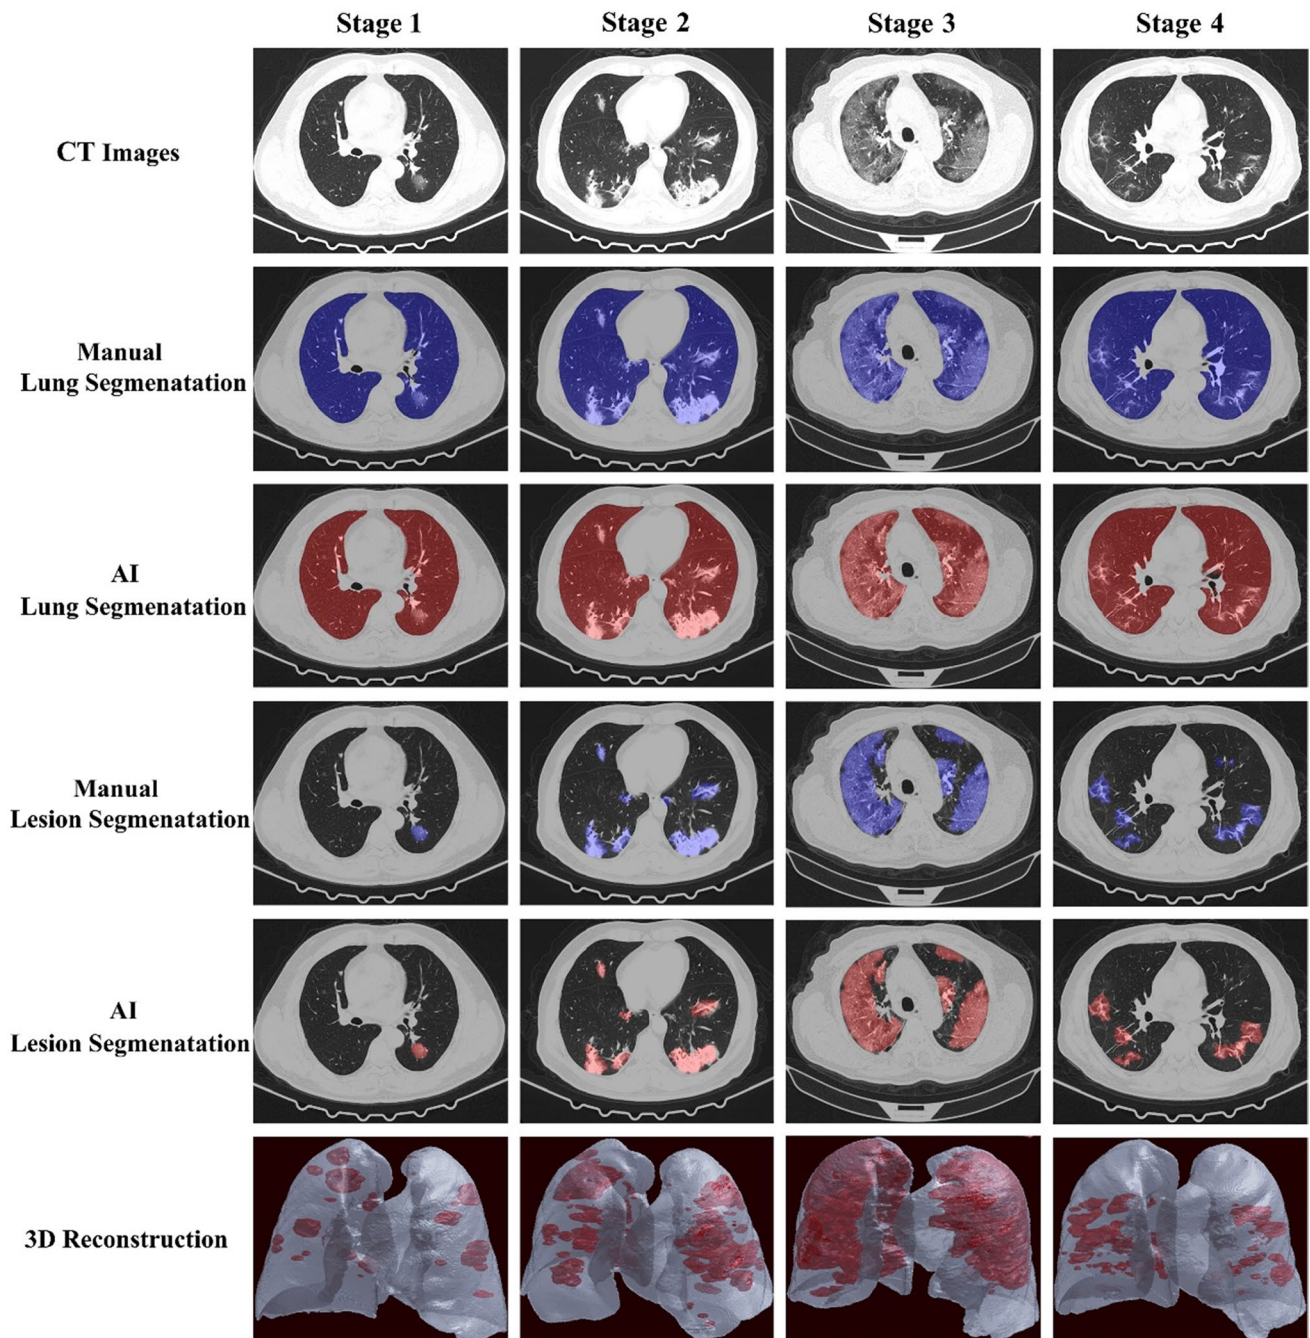 Stage 1
Stage 2
Stage 3
Stage 4
CT Images
Manual
Lung Segmenatation
AI
Lung Segmenatation
Manual
Lesion Segmenatation
AI
Lesion Segmenatation
3D Reconstruction